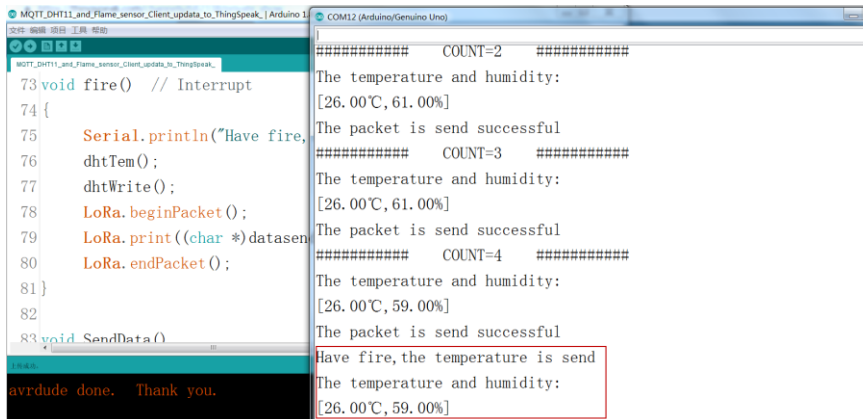 MQTT_DHT11_and_Flame_sensor_Client_updata_to_ThingSpeak_ | Arduino 1.
文件 编辑 项目 工具 帮助
MQTT_DHT11_and_Flame_sensor_Client_updata_to_ThingSpeak_
73 void fire()  // Interrupt
74 {
75 Serial.println("Have fire,
76 dhtTem();
77 dhtWrite();
78 LoRa.beginPacket();
79 LoRa.print((char *)datasen
80 LoRa.endPacket();
81 }
82
83 void SendData()
上传成功。
avrdude done.  Thank you.
COM12 (Arduino/Genuino Uno)
########### COUNT=2 ###########
The temperature and humidity:
[26.00℃,61.00%]
The packet is send successful
########### COUNT=3 ###########
The temperature and humidity:
[26.00℃,61.00%]
The packet is send successful
########### COUNT=4 ###########
The temperature and humidity:
[26.00℃,59.00%]
The packet is send successful
Have fire,the temperature is send
The temperature and humidity:
[26.00℃,59.00%]